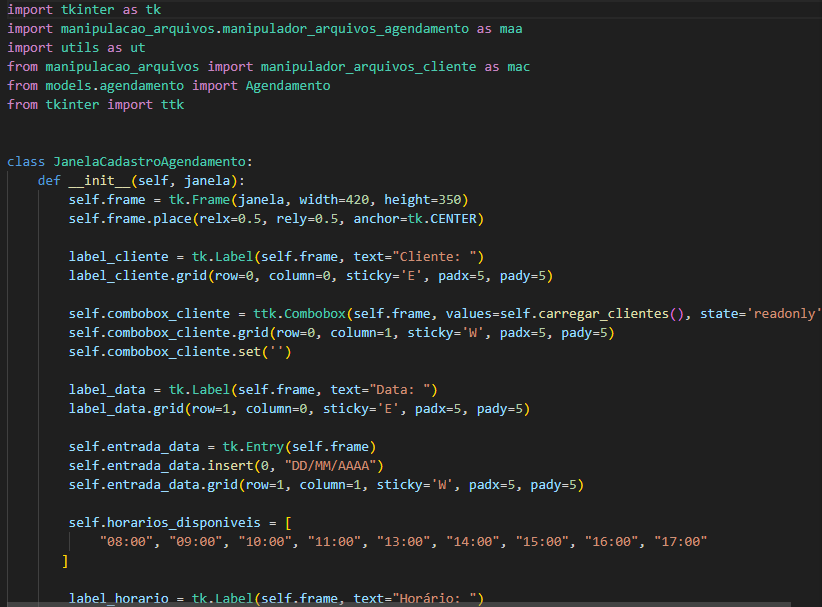 import tkinter as tk
import manipulacao_arquivos.manipulador_arquivos_agendamento as maa
import utils as ut
from manipulacao_arquivos import manipulador_arquivos_cliente as mac
from models.agendamento import Agendamento
from tkinter import ttk
class JanelaCadastroAgendamento:
    def __init__(self, janela):
        self.frame = tk.Frame(janela, width=420, height=350)
        self.frame.place(relx=0.5, rely=0.5, anchor=tk.CENTER)
        label_cliente = tk.Label(self.frame, text="Cliente: ")
        label_cliente.grid(row=0, column=0, sticky='E', padx=5, pady=5)
        self.combobox_cliente = ttk.Combobox(self.frame, values=self.carregar_clientes(), state='readonly'
        self.combobox_cliente.grid(row=0, column=1, sticky='W', padx=5, pady=5)
        self.combobox_cliente.set('')
        label_data = tk.Label(self.frame, text="Data: ")
        label_data.grid(row=1, column=0, sticky='E', padx=5, pady=5)
        self.entrada_data = tk.Entry(self.frame)
        self.entrada_data.insert(0, "DD/MM/AAAA")
        self.entrada_data.grid(row=1, column=1, sticky='W', padx=5, pady=5)
        self.horarios_disponiveis = [
            "08:00", "09:00", "10:00", "11:00", "13:00", "14:00", "15:00", "16:00", "17:00"
        ]
        label_horario = tk.Label(self.frame, text="Horário: ")